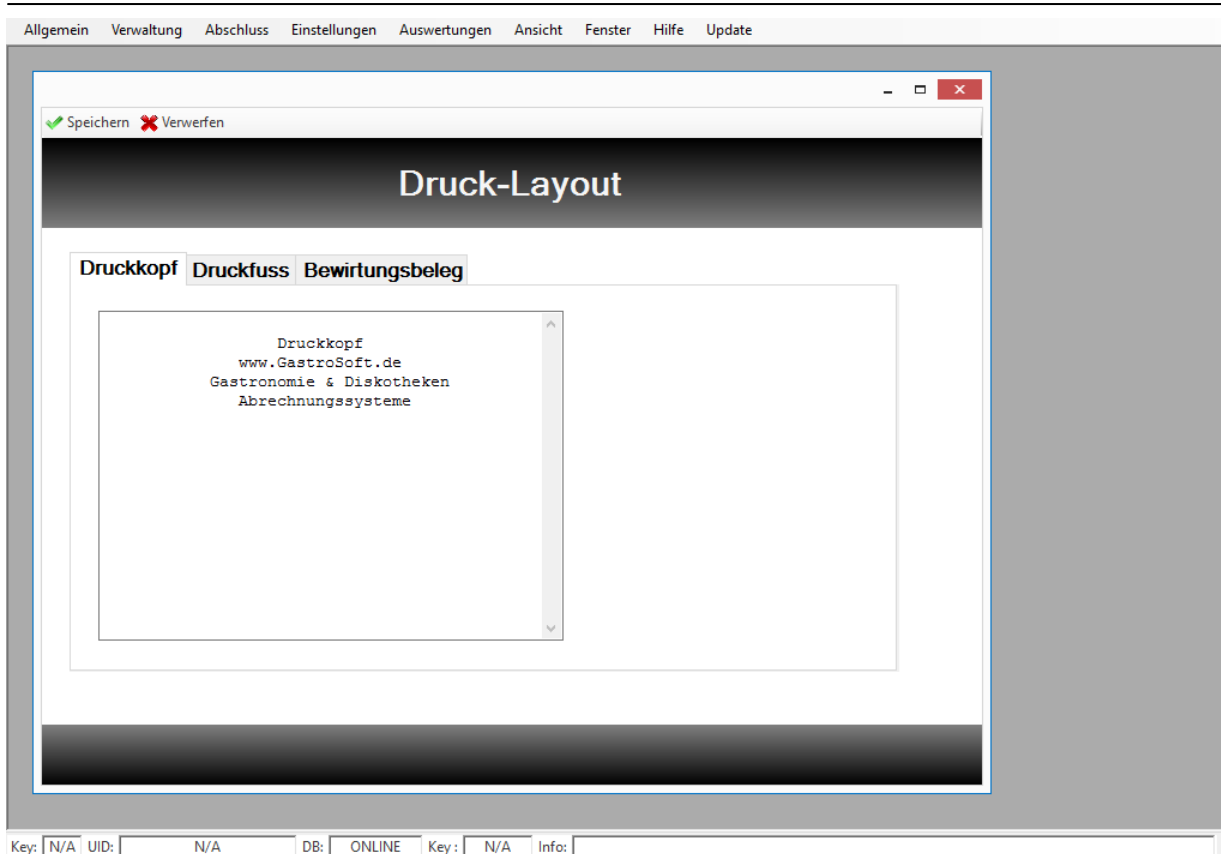 Allgemein Verwaltung Abschluss Einstellungen Auswertungen Ansicht Fenster Hilfe Update
Speichern Verwerfen
Druck-Layout
Druckkopf Druckfuss Bewirtungsbeleg
Druckkopf
www.GastroSoft.de
Gastronomie & Diskotheken
Abrechnungssysteme
Key: N/A UID: N/A DB: ONLINE Key : N/A Info: